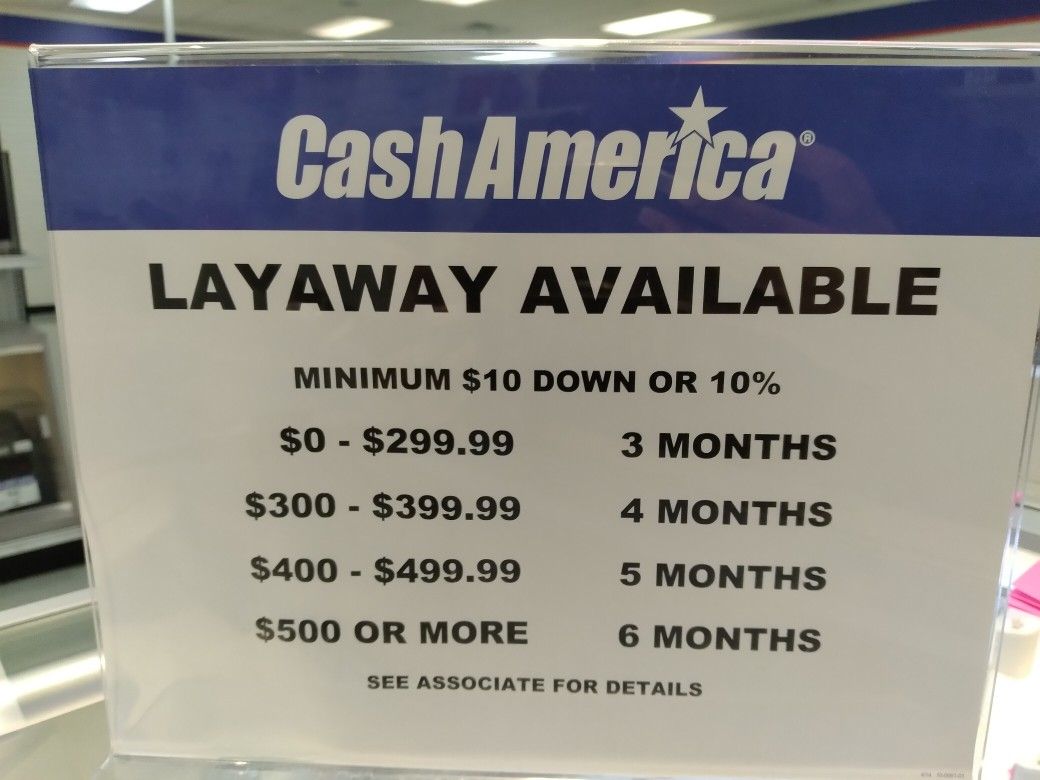 CashAmerica®
LAYAWAY AVAILABLE
MINIMUM $10 DOWN OR 10%
$0 - $299.99 3 MONTHS
$300 - $399.99 4 MONTHS
$400 - $499.99 5 MONTHS
$500 OR MORE 6 MONTHS
SEE ASSOCIATE FOR DETAILS